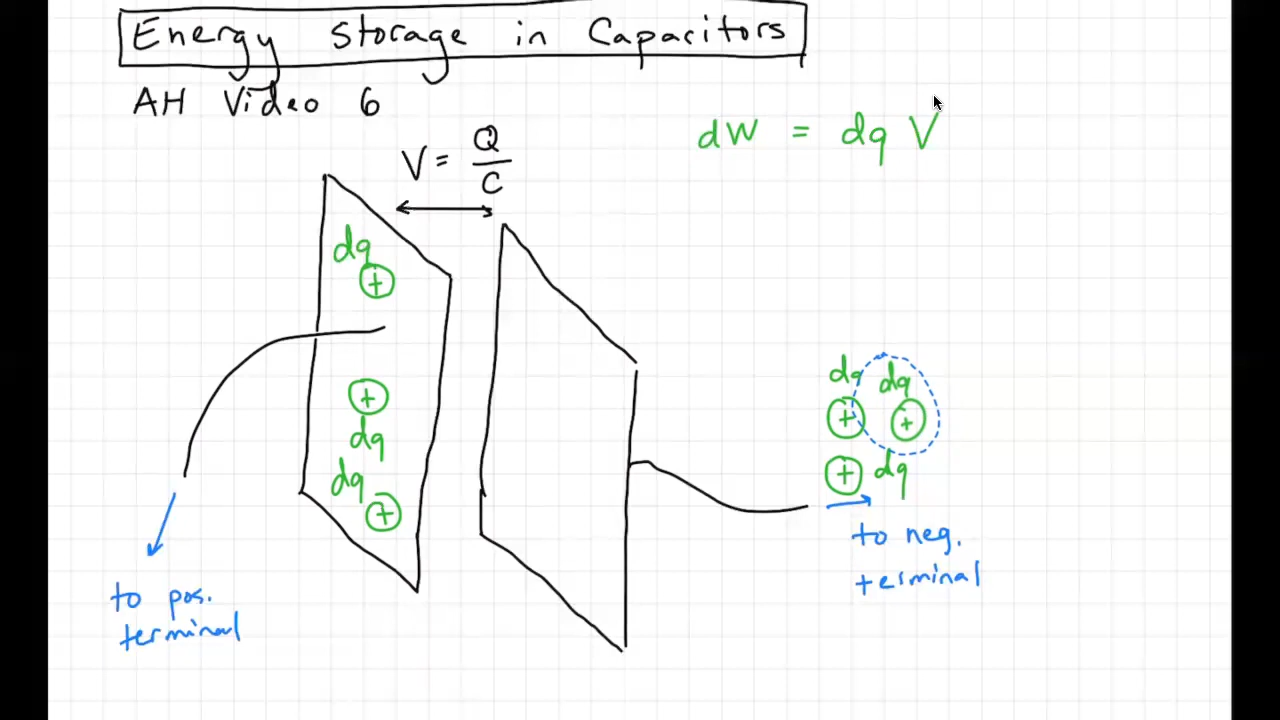 Energy Storage in Capacitors
AH Video 6
dW = dq V
V = Q/C
dq
+
+
dq
dq
+
dq dq
+ +
+ dq
to neg.
terminal
to pos.
terminal